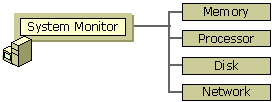 System Monitor
Memory
Processor
Disk
Network